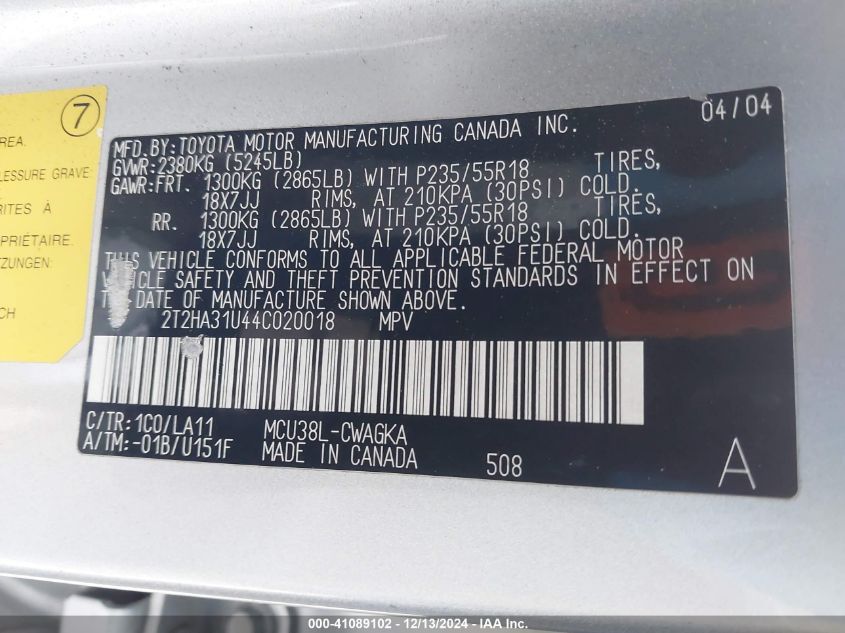 7
REA.
LESSURE GRAVE
RITES À
OPRIÉTAIRE.
TZUNGEN:
CH
04/04
MFD.BY:TOYOTA MOTOR MANUFACTURING CANADA INC.
GVWR:2380KG (5245LB)
GAWR:FRT. 1300KG (2865LB) WITH P235/55R18 TIRES,
18X7JJ RIMS, AT 210KPA (30PSI) COLD.
RR. 1300KG (2865LB) WITH P235/55R18 TIRES,
18X7JJ RIMS, AT 210KPA (30PSI) COLD.
THIS VEHICLE CONFORMS TO ALL APPLICABLE FEDERAL MOTOR
VEHICLE SAFETY AND THEFT PREVENTION STANDARDS IN EFFECT ON
THE DATE OF MANUFACTURE SHOWN ABOVE.
2T2HA31U44C020018 MPV
C/TR:1C0/LA11 MCU38L-CWAGKA
A/TM:-01B/U151F MADE IN CANADA 508 A
000-41089102 - 12/13/2024 - IAA Inc.